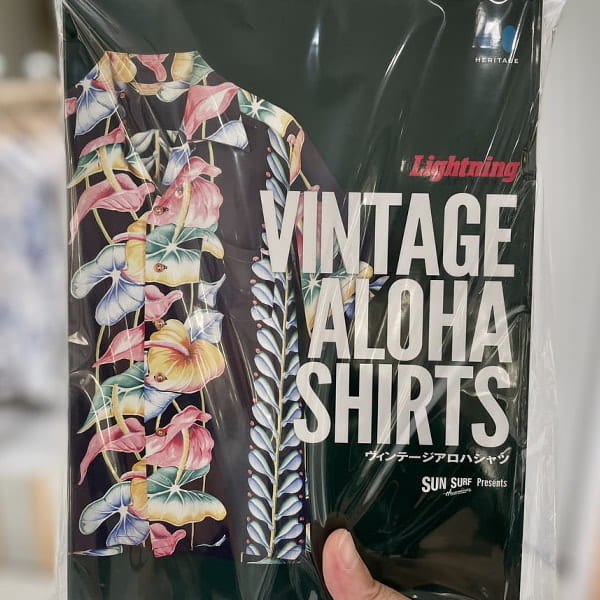 HERITAGE
Lightning
VINTAGE
ALOHA
SHIRTS
ヴィンテージアロハシャツ
SUN SURF Presents
Hawaiian